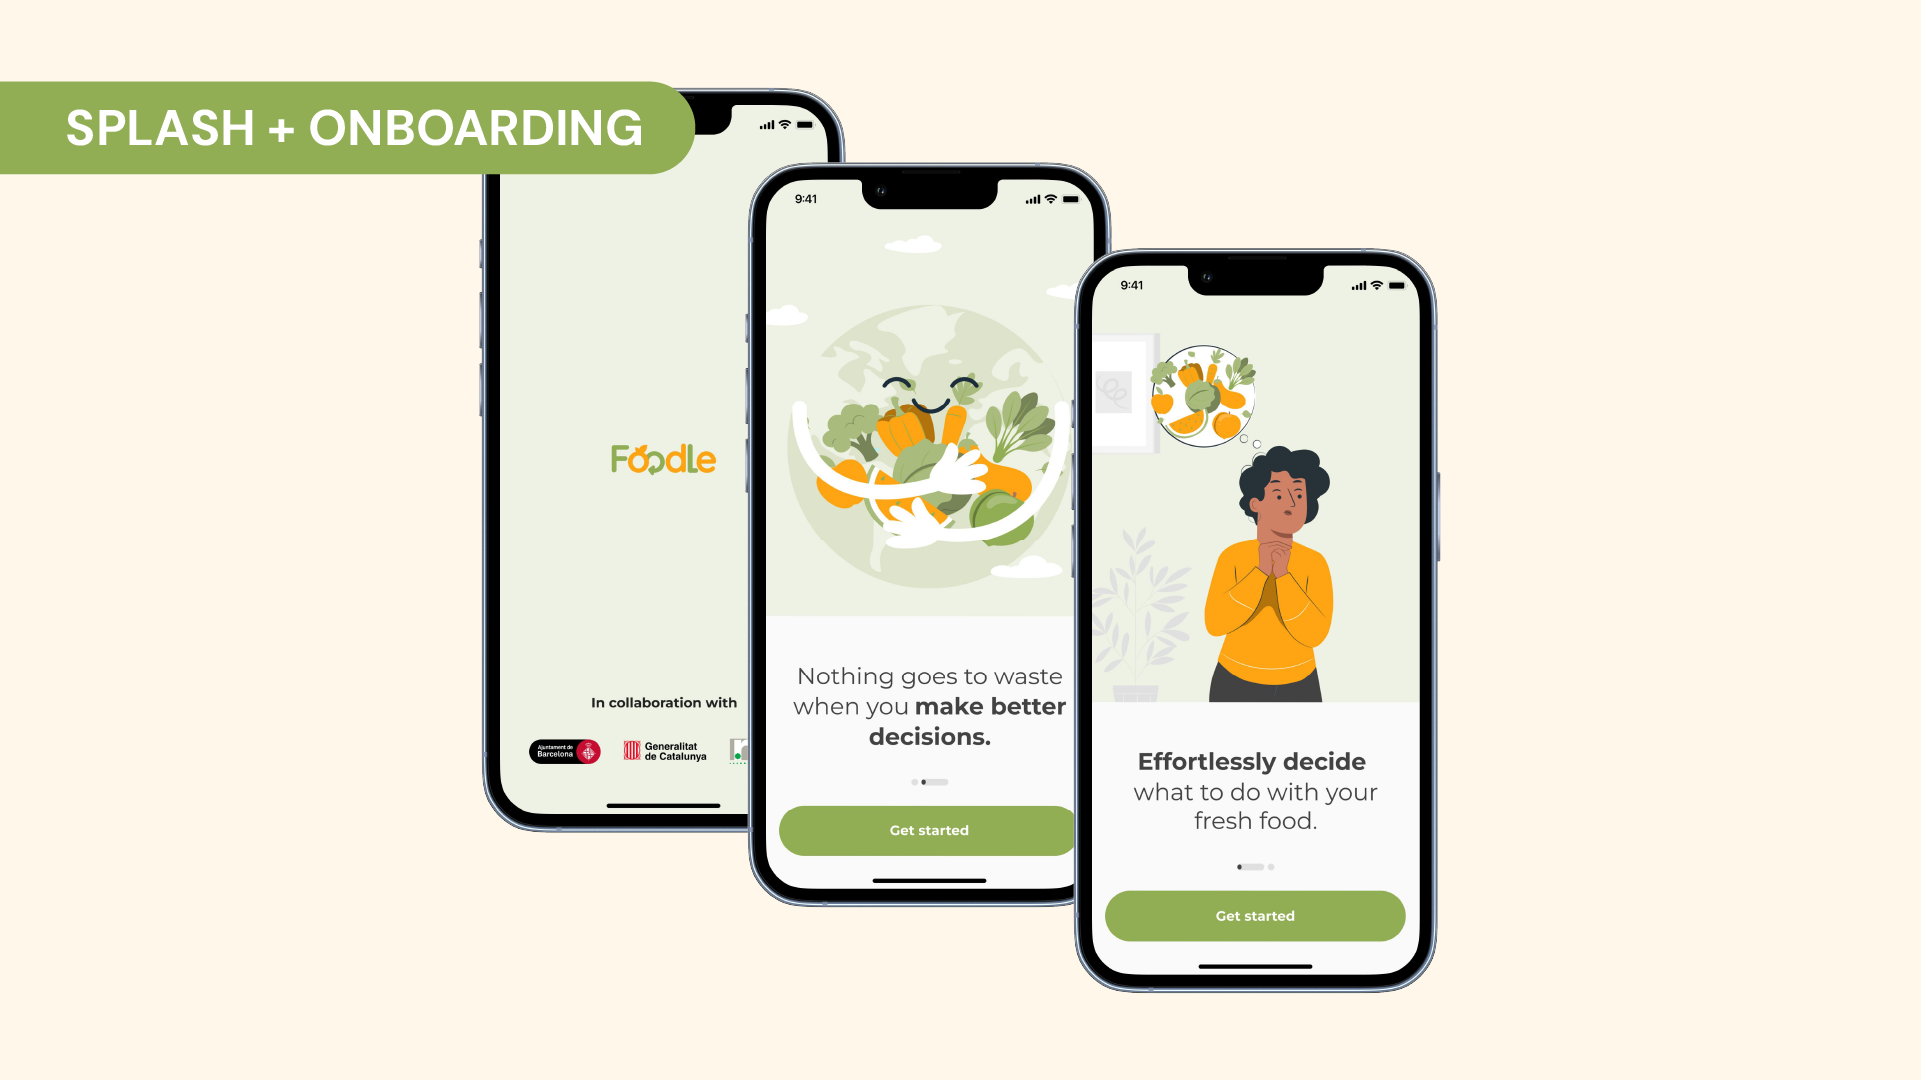 SPLASH + ONBOARDING
Foodle
In collaboration with
Ajuntament de
Barcelona
Generalitat
de Catalunya
9:41
Nothing goes to waste
when you make better
decisions.
Get started
9:41
Effortlessly decide
what to do with your
fresh food.
Get started